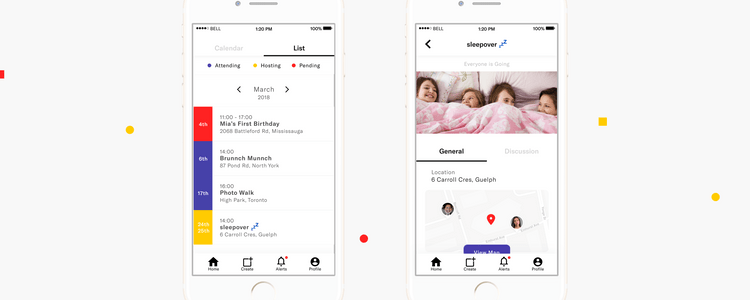 BELL 1:20 PM 100%
Calendar List
Attending Hosting Pending
March
2018
4th
11:00 - 17:00
Mia's First Birthday
2068 Battleford Rd, Mississauga
6th
14:00
Brunnch Munnch
87 Pond Rd, North York
17th
16:00
Photo Walk
High Park, Toronto
24th
25th
14:00
sleepover 💤
6 Carroll Cres, Guelph
Home Create Alerts Profile
BELL 1:20 PM 100%
sleepover 💤
Everyone is Going
General Discussion
Location
6 Carroll Cres, Guelph
View Map
Home Create Alerts Profile